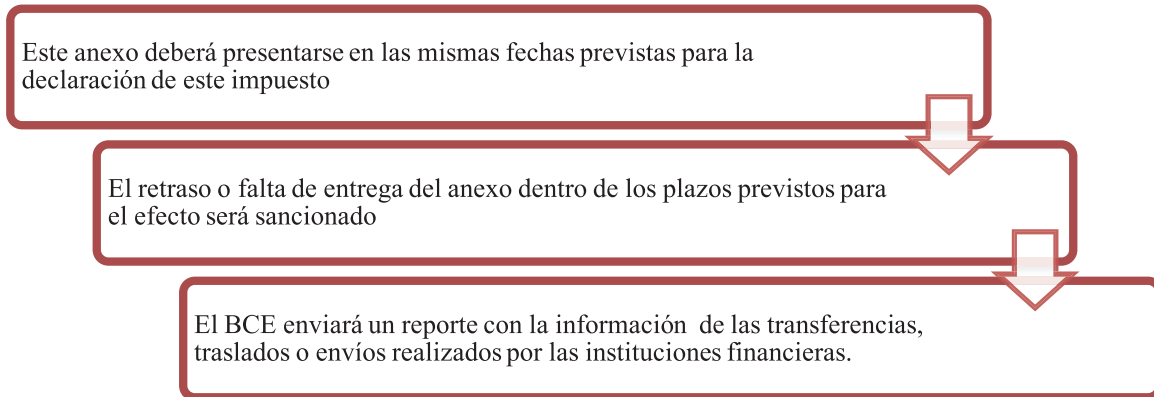 Este anexo deberá presentarse en las mismas fechas previstas para la
declaración de este impuesto
El retraso o falta de entrega del anexo dentro de los plazos previstos para
el efecto será sancionado
El BCE enviará un reporte con la información de las transferencias,
traslados o envíos realizados por las instituciones financieras.